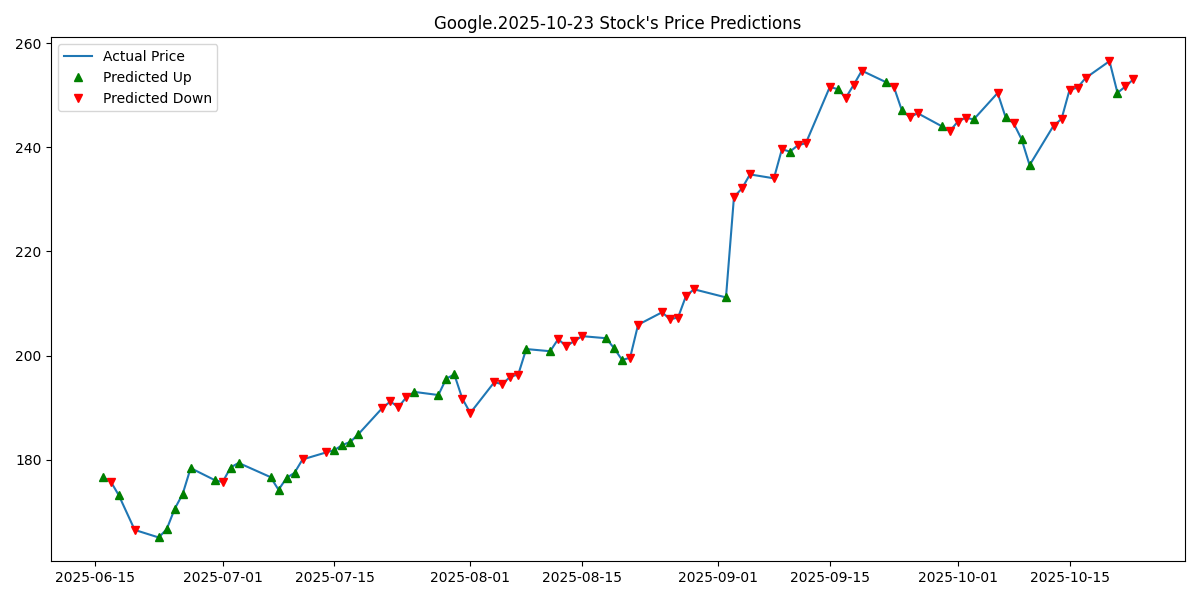 Google.2025-10-23 Stock's Price Predictions
Actual Price
Predicted Up
Predicted Down
260
240
220
200
180
2025-06-15 2025-07-01 2025-07-15 2025-08-01 2025-08-15 2025-09-01 2025-09-15 2025-10-01 2025-10-15